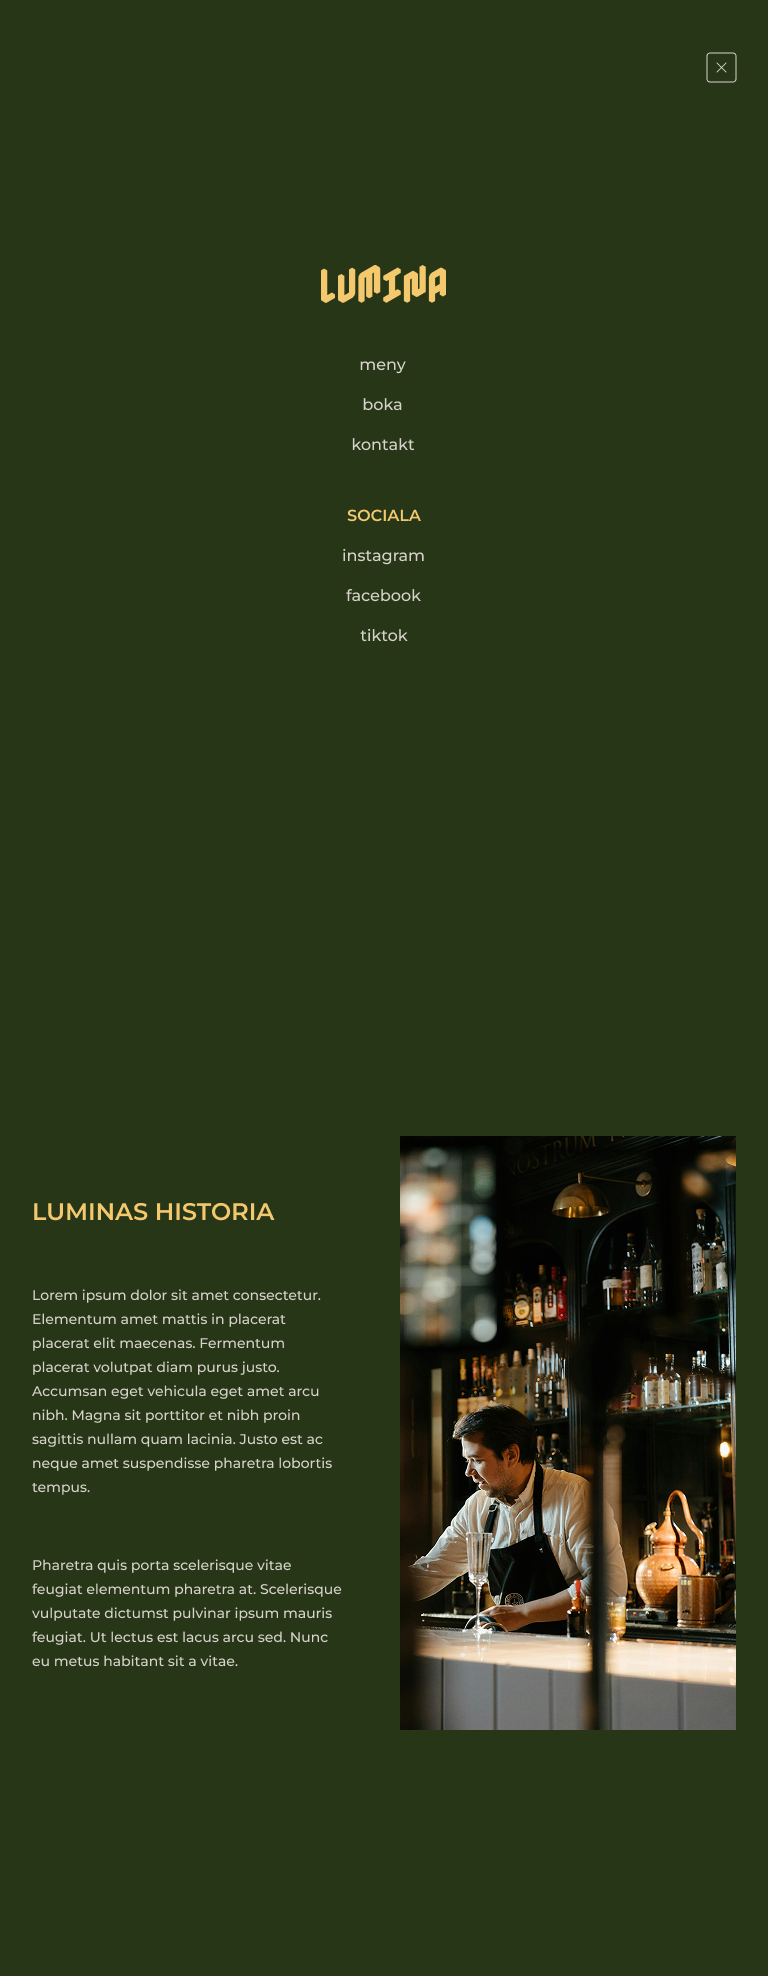 LUMINA
meny
boka
kontakt
SOCIALA
instagram
facebook
tiktok
LUMINAS HISTORIA
Lorem ipsum dolor sit amet consectetur.
Elementum amet mattis in placerat
placerat elit maecenas. Fermentum
placerat volutpat diam purus justo.
Accumsan eget vehicula eget amet arcu
nibh. Magna sit porttitor et nibh proin
sagittis nullam quam lacinia. Justo est ac
neque amet suspendisse pharetra lobortis
tempus.
Pharetra quis porta scelerisque vitae
feugiat elementum pharetra at. Scelerisque
vulputate dictumst pulvinar ipsum mauris
feugiat. Ut lectus est lacus arcu sed. Nunc
eu metus habitant sit a vitae.
NOSTRUM